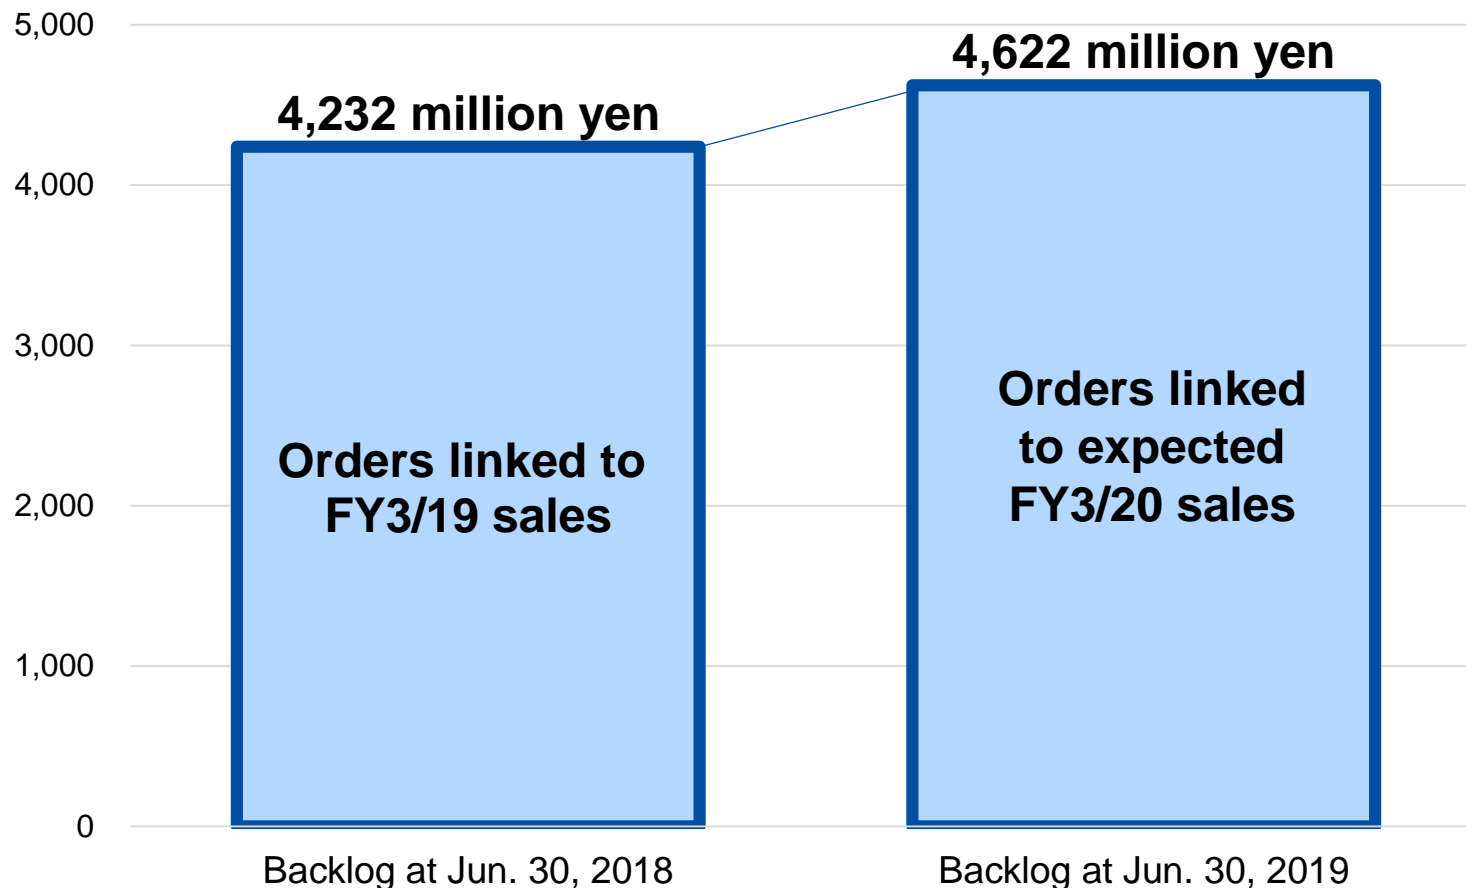 5,000
4,000
3,000
2,000
1,000
0
4,232 million yen
4,622 million yen
Orders linked to
FY3/19 sales
Orders linked
to expected
FY3/20 sales
Backlog at Jun. 30, 2018
Backlog at Jun. 30, 2019